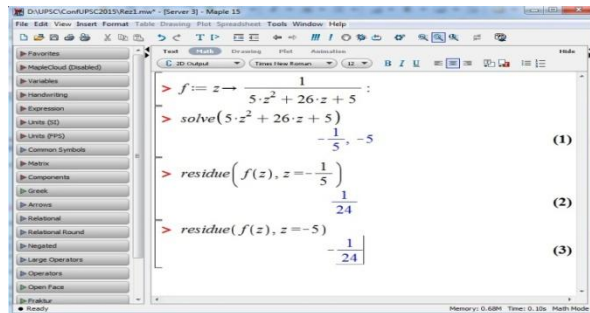 D:\UPSC\ConfUPSC2015\Rez1.mw* - [Server 3] - Maple 15
File Edit View Insert Format Table Drawing Plot Spreadsheet Tools Window Help
Favorites
MapleCloud (Disabled)
Variables
Handwriting
Expression
Units (SI)
Units (FPS)
Common Symbols
Matrix
Components
Greek
Arrows
Relational
Relational Round
Negated
Large Operators
Operators
Open Face
Fraktur
Ready
Text Math Drawing Plot Animation Hide
C 2D Output Times New Roman 12 B I U
> f := z → 1/(5·z² + 26·z + 5) :
> solve(5·z² + 26·z + 5)
-1/5, -5 (1)
> residue(f(z), z = -1/5)
1/24 (2)
> residue(f(z), z = -5)
-1/24 (3)
Memory: 0.68M Time: 0.10s Math Mode